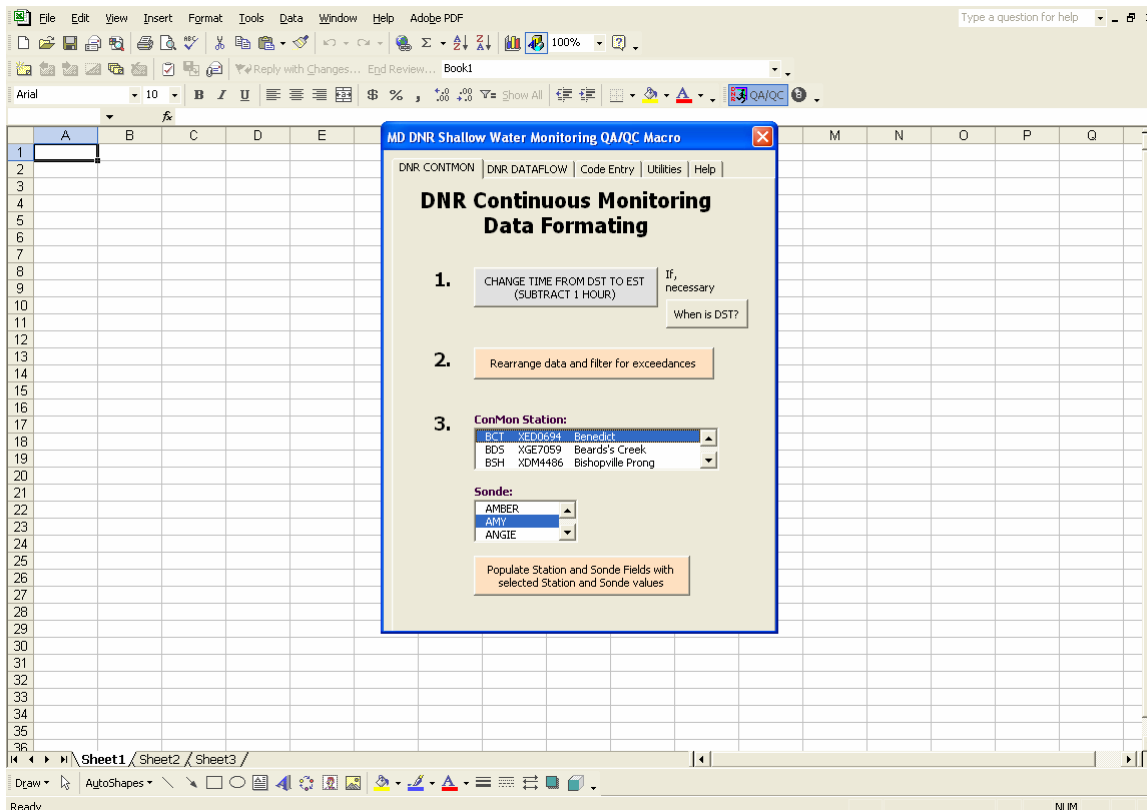 File Edit View Insert Format Tools Data Window Help Adobe PDF Type a question for help
Σ 100%
Reply with Changes... End Review... Book1
Arial 10 B I U $ % , Show All QA/QC
fx
A B C D E M N O P Q
MD DNR Shallow Water Monitoring QA/QC Macro
DNR CONTMON DNR DATAFLOW Code Entry Utilities Help
DNR Continuous Monitoring
Data Formating
1. CHANGE TIME FROM DST TO EST
(SUBTRACT 1 HOUR)
If,
necessary
When is DST?
2. Rearrange data and filter for exceedances
3. ConMon Station:
BCT XED0694 Benedict
BDS XGE7059 Beards's Creek
BSH XDM4486 Bishopville Prong
Sonde:
AMBER
AMY
ANGIE
Populate Station and Sonde Fields with
selected Station and Sonde values
1
2
3
4
5
6
7
8
9
10
11
12
13
14
15
16
17
18
19
20
21
22
23
24
25
26
27
28
29
30
31
32
33
34
35
36
Sheet1 Sheet2 Sheet3
Draw AutoShapes A
Ready NUM